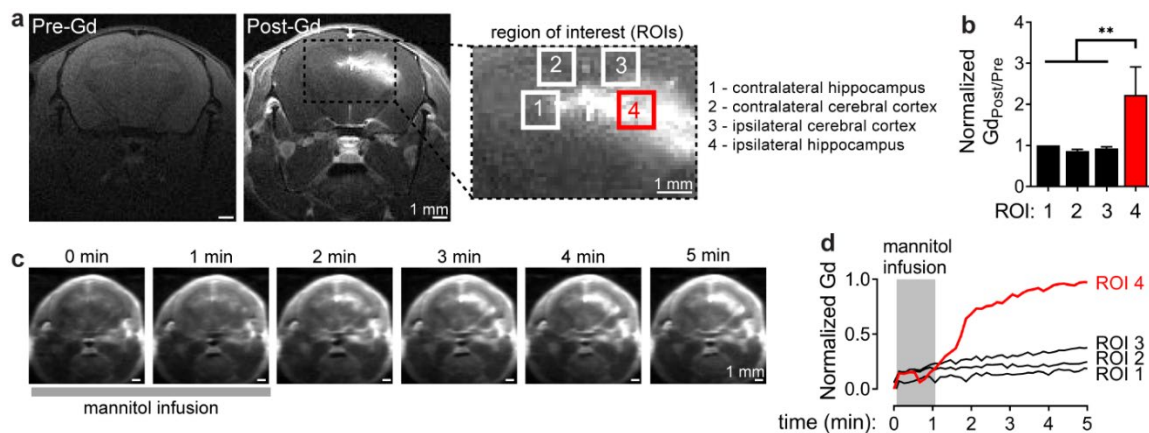 a
Pre-Gd
Post-Gd
1 mm
region of interest (ROIs)
1
2
3
4
1 mm
1 - contralateral hippocampus
2 - contralateral cerebral cortex
3 - ipsilateral cerebral cortex
4 - ipsilateral hippocampus
b
**
Normalized
Gd Post/Pre
4
3
2
1
0
ROI: 1 2 3 4
c
0 min 1 min 2 min 3 min 4 min 5 min
1 mm
mannitol infusion
d
mannitol
infusion
Normalized Gd
1.0
0.5
0.0
ROI 4
ROI 3
ROI 2
ROI 1
time (min): 0 1 2 3 4 5